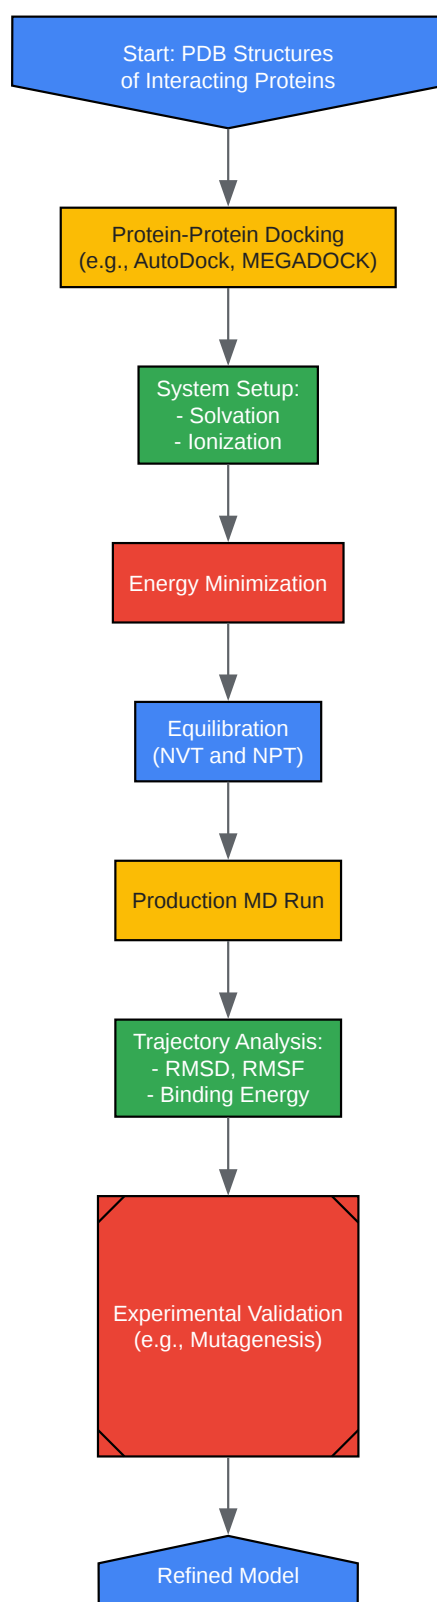 Start: PDB Structures
of Interacting Proteins
Protein-Protein Docking
(e.g., AutoDock, MEGADOCK)
System Setup:
- Solvation
- Ionization
Energy Minimization
Equilibration
(NVT and NPT)
Production MD Run
Trajectory Analysis:
- RMSD, RMSF
- Binding Energy
Experimental Validation
(e.g., Mutagenesis)
Refined Model